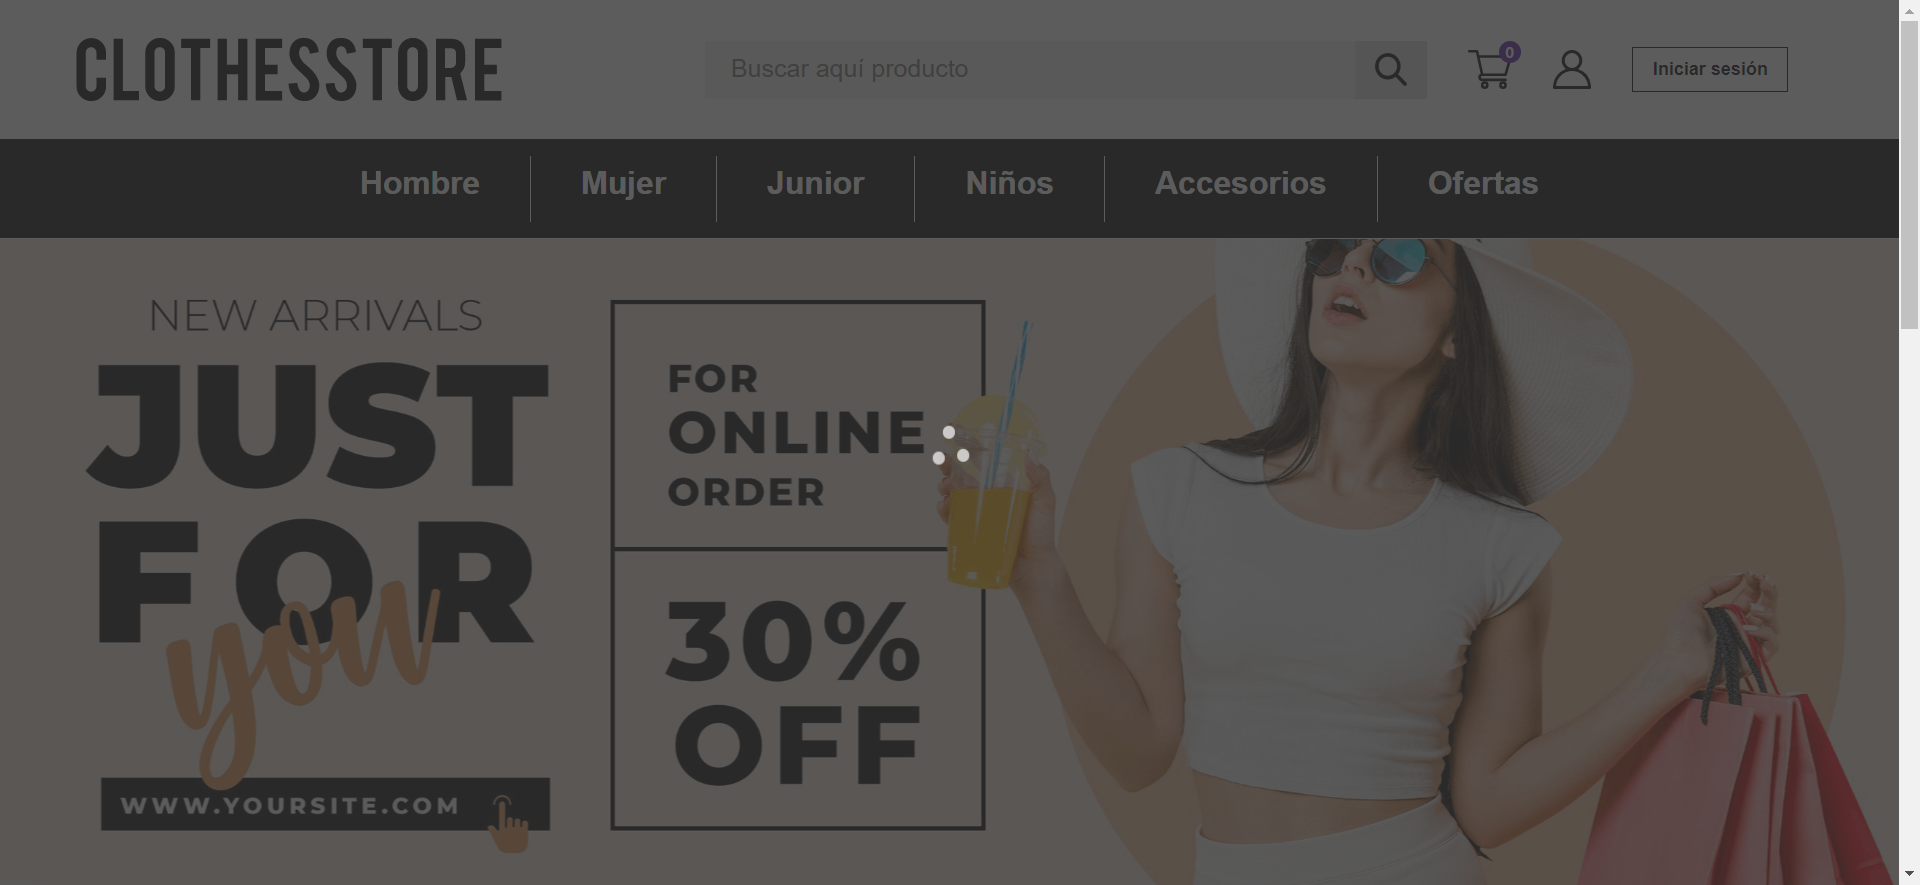 CLOTHESSTORE
Buscar aquí producto
0
Iniciar sesión
Hombre
Mujer
Junior
Niños
Accesorios
Ofertas
NEW ARRIVALS
JUST
FOR
you
WWW.YOURSITE.COM
FOR
ONLINE
ORDER
30%
OFF